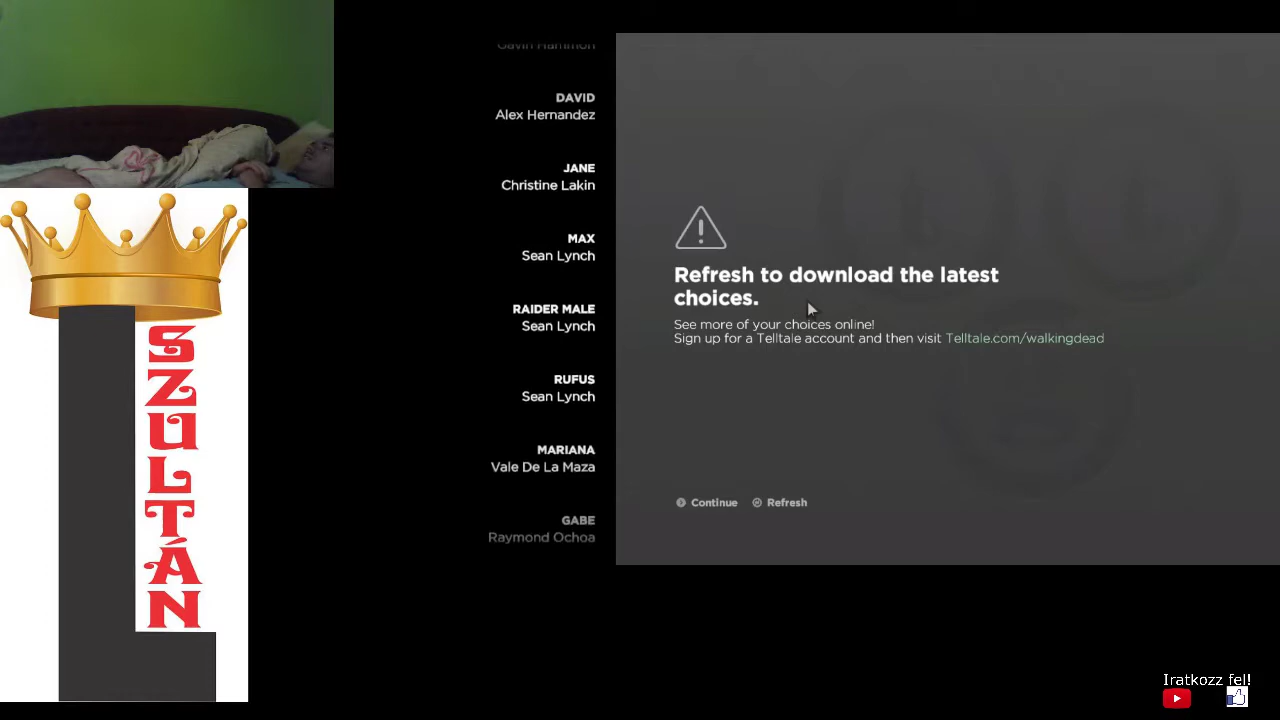 Gavin Hammon
DAVID
Alex Hernandez
JANE
Christine Lakin
MAX
Sean Lynch
RAIDER MALE
Sean Lynch
RUFUS
Sean Lynch
MARIANA
Vale De La Maza
GABE
Raymond Ochoa
Refresh to download the latest
choices.
See more of your choices online!
Sign up for a Telltale account and then visit Telltale.com/walkingdead
Continue Refresh
L
SZULTÁN
Iratkozz fel!